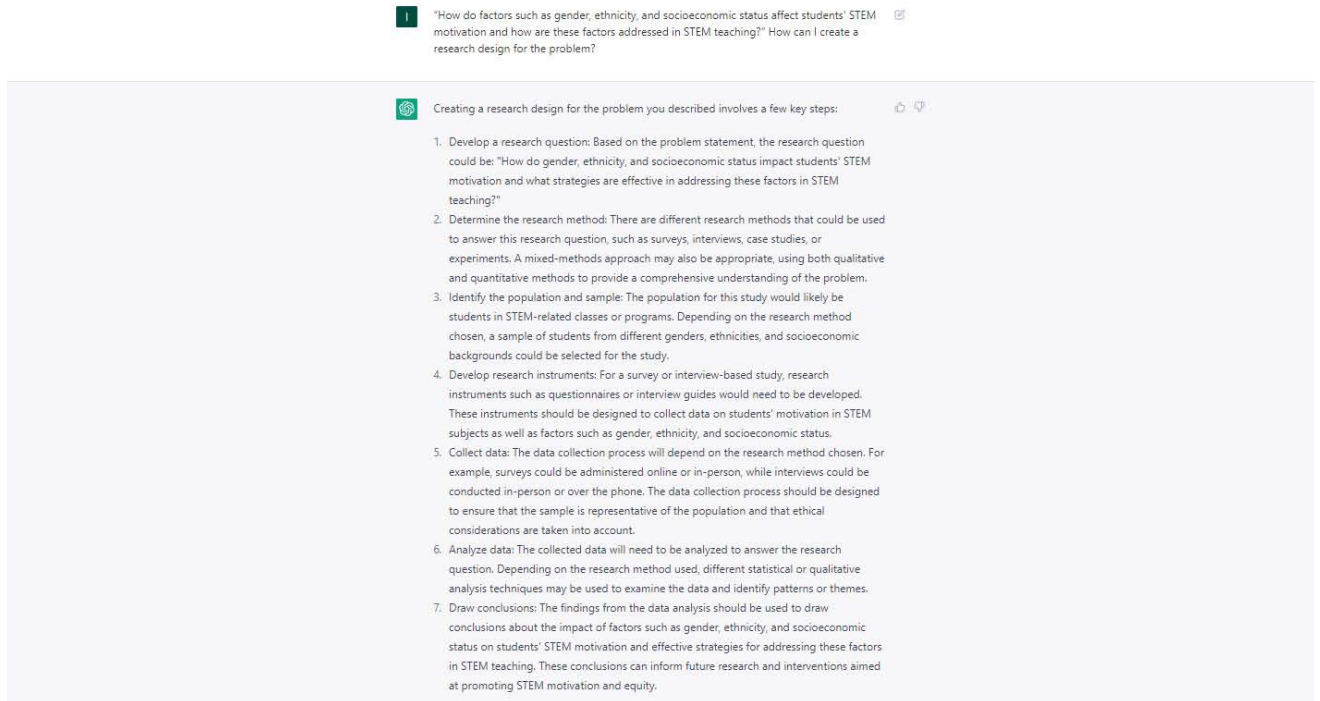 I
"How do factors such as gender, ethnicity, and socioeconomic status affect students' STEM
motivation and how are these factors addressed in STEM teaching?" How can I create a
research design for the problem?
Creating a research design for the problem you described involves a few key steps:
1. Develop a research question: Based on the problem statement, the research question
could be: "How do gender, ethnicity, and socioeconomic status impact students' STEM
motivation and what strategies are effective in addressing these factors in STEM
teaching?"
2. Determine the research method: There are different research methods that could be used
to answer this research question, such as surveys, interviews, case studies, or
experiments. A mixed-methods approach may also be appropriate, using both qualitative
and quantitative methods to provide a comprehensive understanding of the problem.
3. Identify the population and sample: The population for this study would likely be
students in STEM-related classes or programs. Depending on the research method
chosen, a sample of students from different genders, ethnicities, and socioeconomic
backgrounds could be selected for the study.
4. Develop research instruments: For a survey or interview-based study, research
instruments such as questionnaires or interview guides would need to be developed.
These instruments should be designed to collect data on students' motivation in STEM
subjects as well as factors such as gender, ethnicity, and socioeconomic status.
5. Collect data: The data collection process will depend on the research method chosen. For
example, surveys could be administered online or in-person, while interviews could be
conducted in-person or over the phone. The data collection process should be designed
to ensure that the sample is representative of the population and that ethical
considerations are taken into account.
6. Analyze data: The collected data will need to be analyzed to answer the research
question. Depending on the research method used, different statistical or qualitative
analysis techniques may be used to examine the data and identify patterns or themes.
7. Draw conclusions: The findings from the data analysis should be used to draw
conclusions about the impact of factors such as gender, ethnicity, and socioeconomic
status on students' STEM motivation and effective strategies for addressing these factors
in STEM teaching. These conclusions can inform future research and interventions aimed
at promoting STEM motivation and equity.